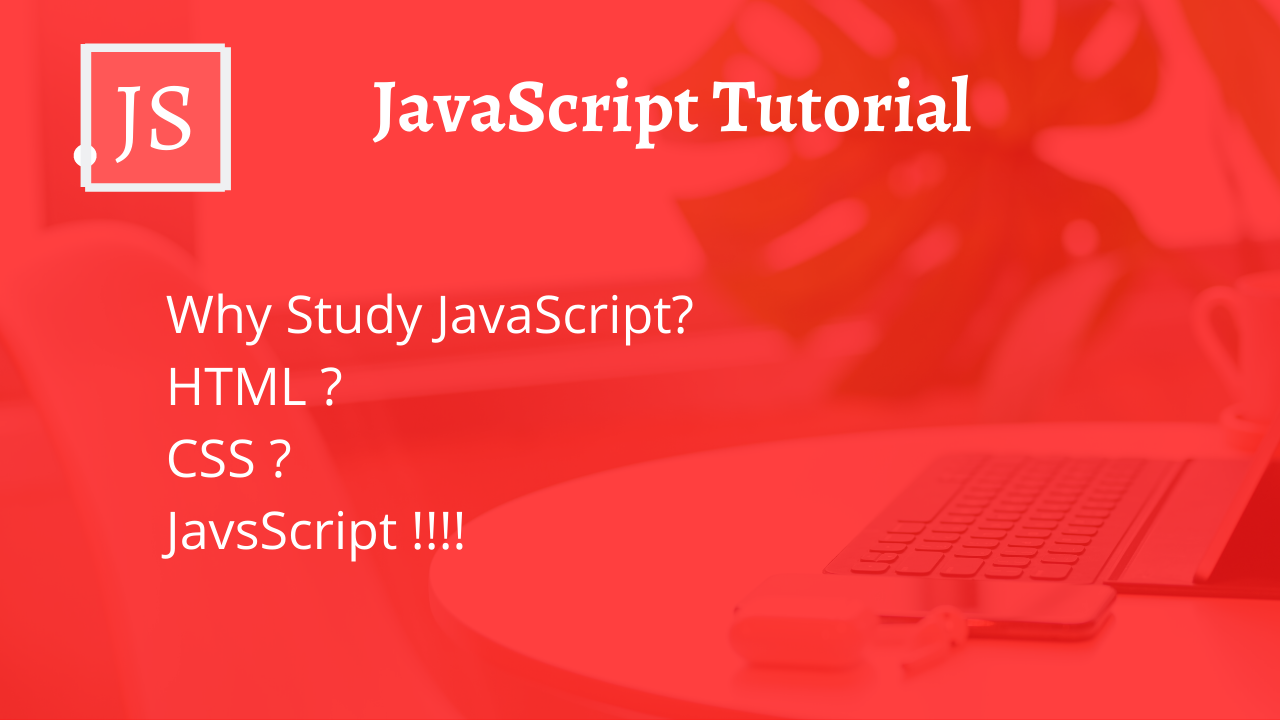 JS
JavaScript Tutorial
Why Study JavaScript?
HTML ?
CSS ?
JavsScript !!!!